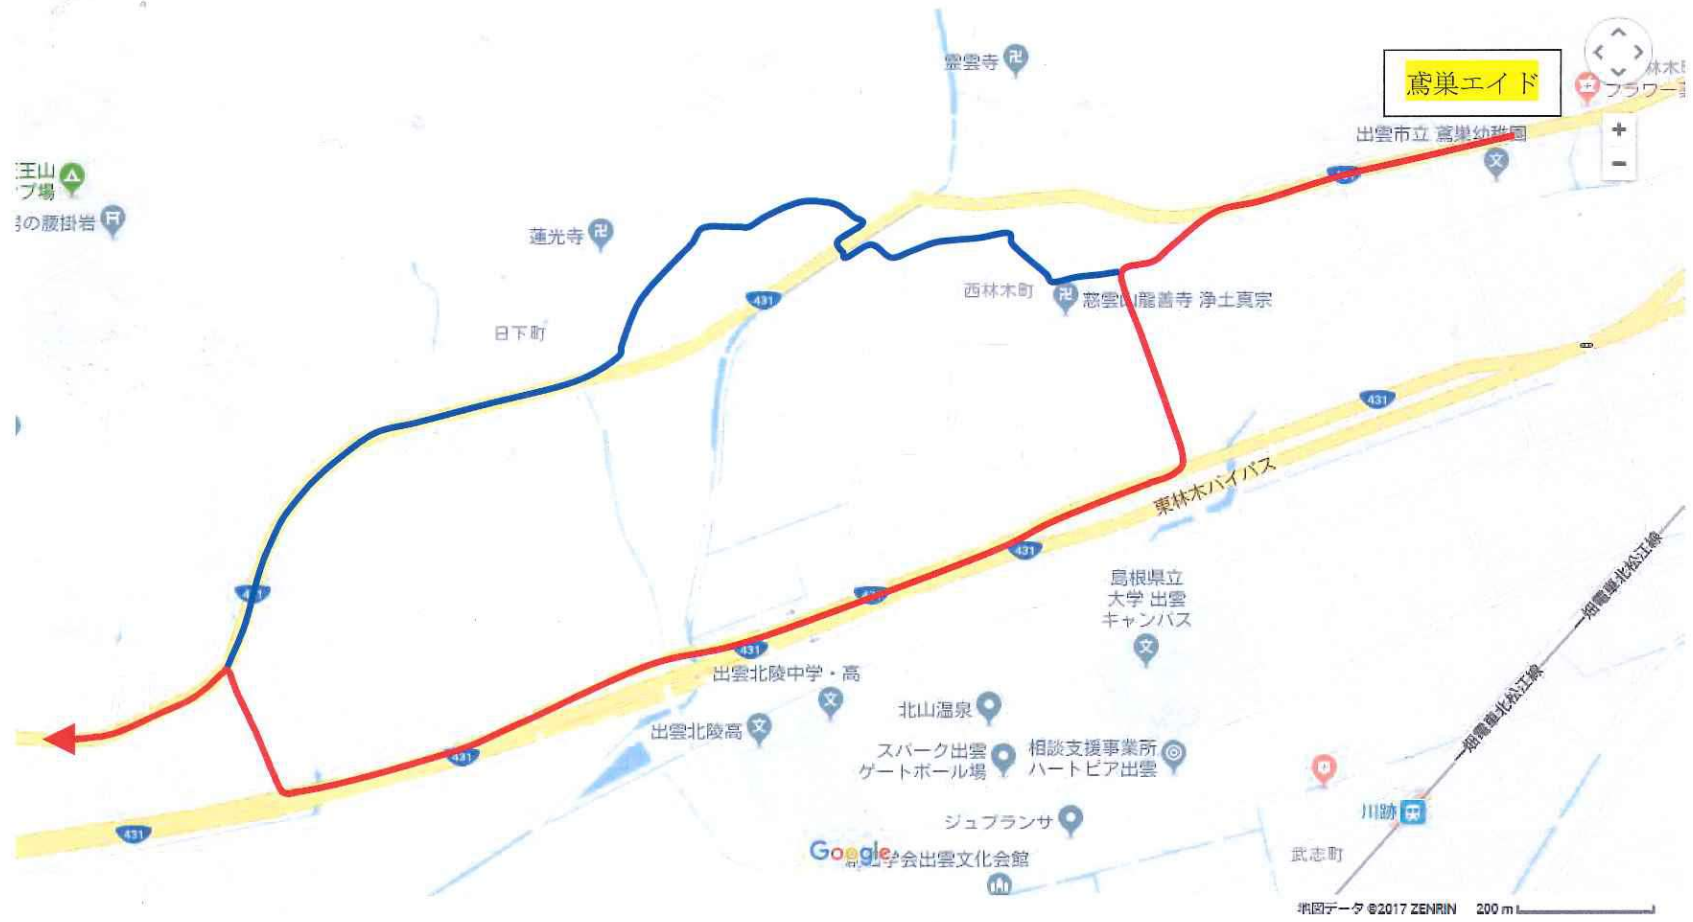 霊雲寺
鳶巣エイド
林木町
フラワー
出雲市立 鳶巣幼稚園
王山
プ場
の腰掛岩
蓮光寺
西林木町
慈雲山龍善寺 浄土真宗
431
日下町
431
東林木バイパス
431
島根県立
大学 出雲
キャンパス
一畑電車北松江線
431
出雲北陵中学・高
出雲北陵高
北山温泉
スパーク出雲
ゲートボール場
相談支援事業所
ハートピア出雲
一畑電車北松江線
431
431
ジュプランサ
川跡
武志町
Google
学会出雲文化会館
地図データ ©2017 ZENRIN 200 m